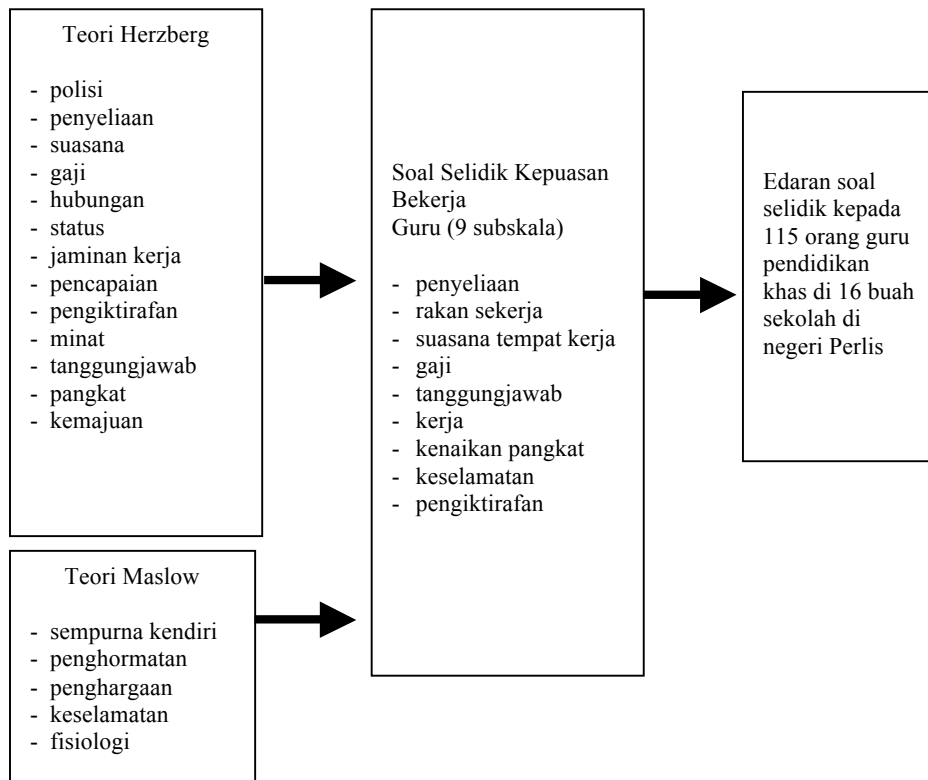 Teori Herzberg
- polisi
- penyeliaan
- suasana
- gaji
- hubungan
- status
- jaminan kerja
- pencapaian
- pengiktirafan
- minat
- tanggungjawab
- pangkat
- kemajuan
Teori Maslow
- sempurna kendiri
- penghormatan
- penghargaan
- keselamatan
- fisiologi
Soal Selidik Kepuasan
Bekerja
Guru (9 subskala)
- penyeliaan
- rakan sekerja
- suasana tempat kerja
- gaji
- tanggungjawab
- kerja
- kenaikan pangkat
- keselamatan
- pengiktirafan
Edaran soal
selidik kepada
115 orang guru
pendidikan
khas di 16 buah
sekolah di
negeri Perlis